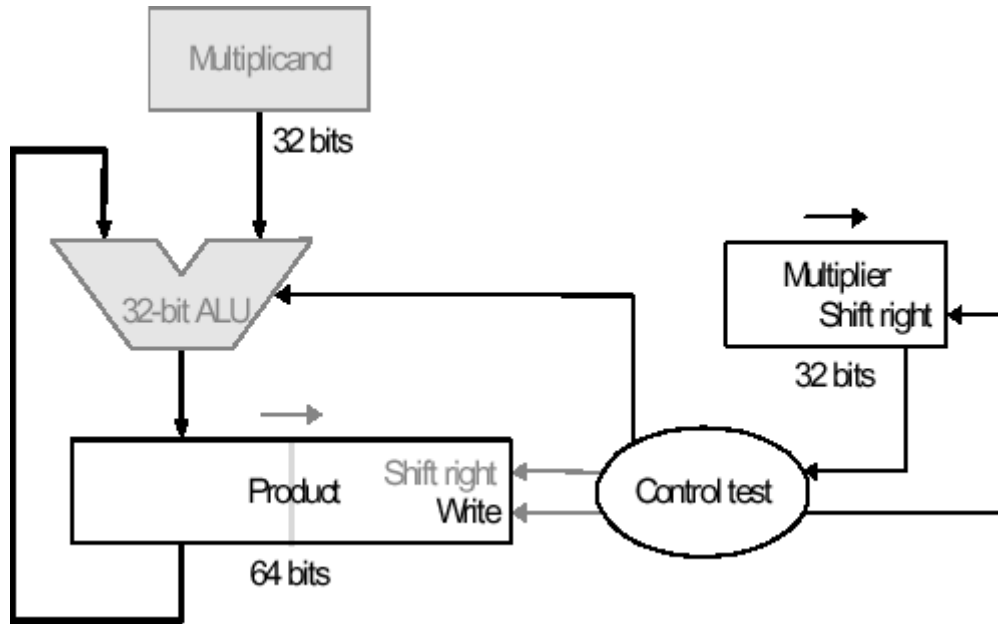 Multiplicand
32 bits
32-bit ALU
Multiplier
Shift right
32 bits
Product
Shift right
Write
64 bits
Control test